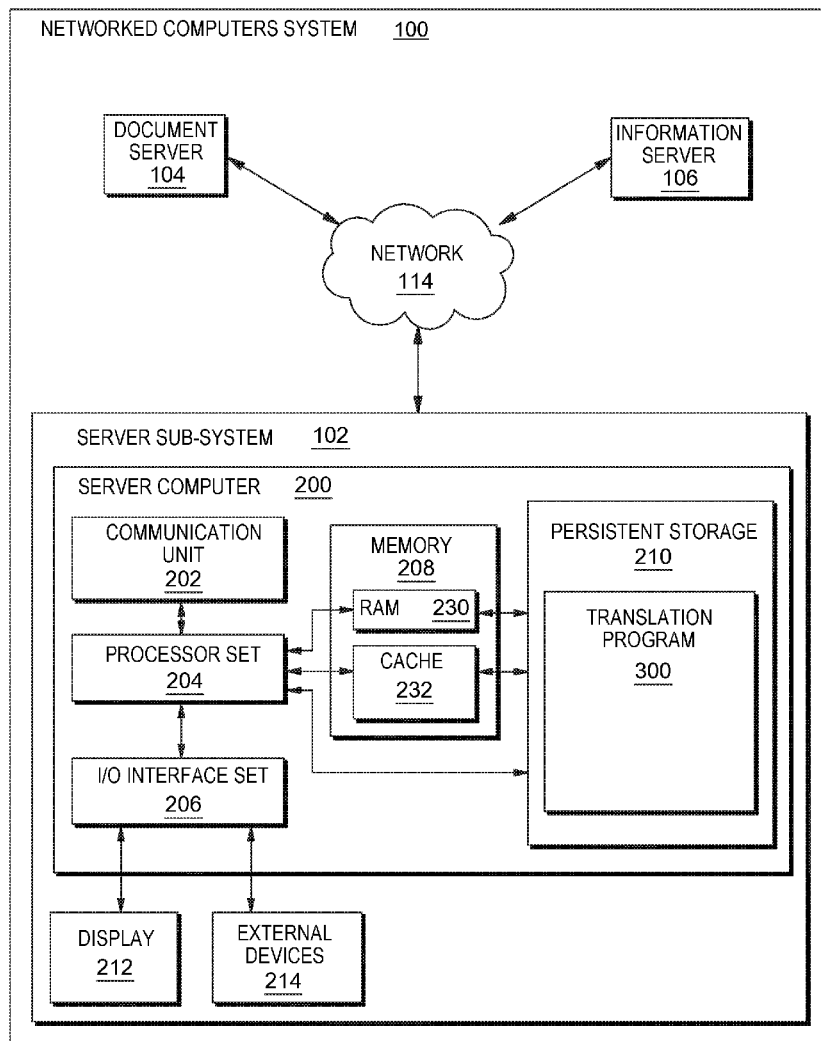 NETWORKED COMPUTERS SYSTEM 100
DOCUMENT
SERVER
104
INFORMATION
SERVER
106
NETWORK
114
SERVER SUB-SYSTEM 102
SERVER COMPUTER 200
COMMUNICATION
UNIT
202
PROCESSOR SET
204
I/O INTERFACE SET
206
MEMORY
208
RAM 230
CACHE
232
PERSISTENT STORAGE
210
TRANSLATION
PROGRAM
300
DISPLAY
212
EXTERNAL
DEVICES
214